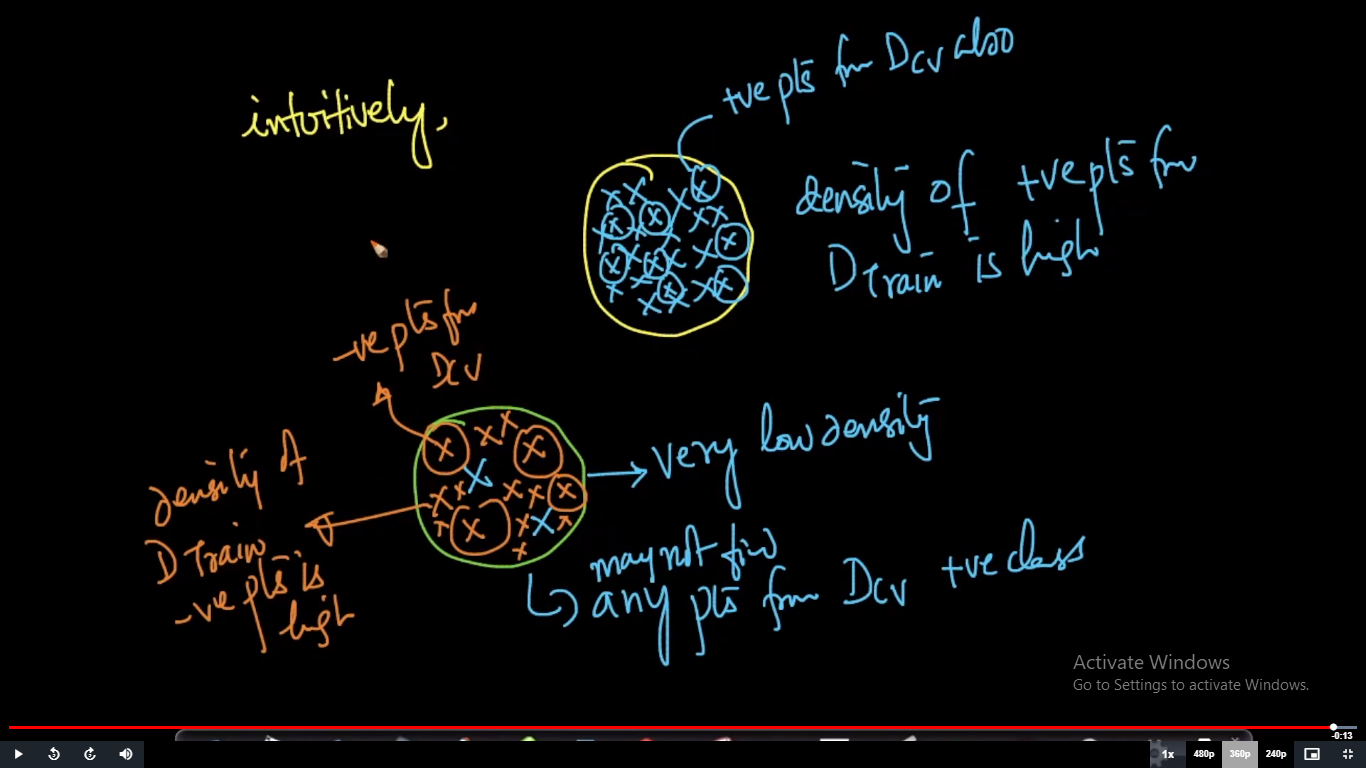 intuitively,
+ve pts from DCV also
density of +ve pts from
DTrain is high
-ve pts from
DCV
density of
DTrain
-ve pts is
high
very low density
may not find
any pts from DCV +ve class
Activate Windows
Go to Settings to activate Windows.
-0:13
1x 480p 360p 240p